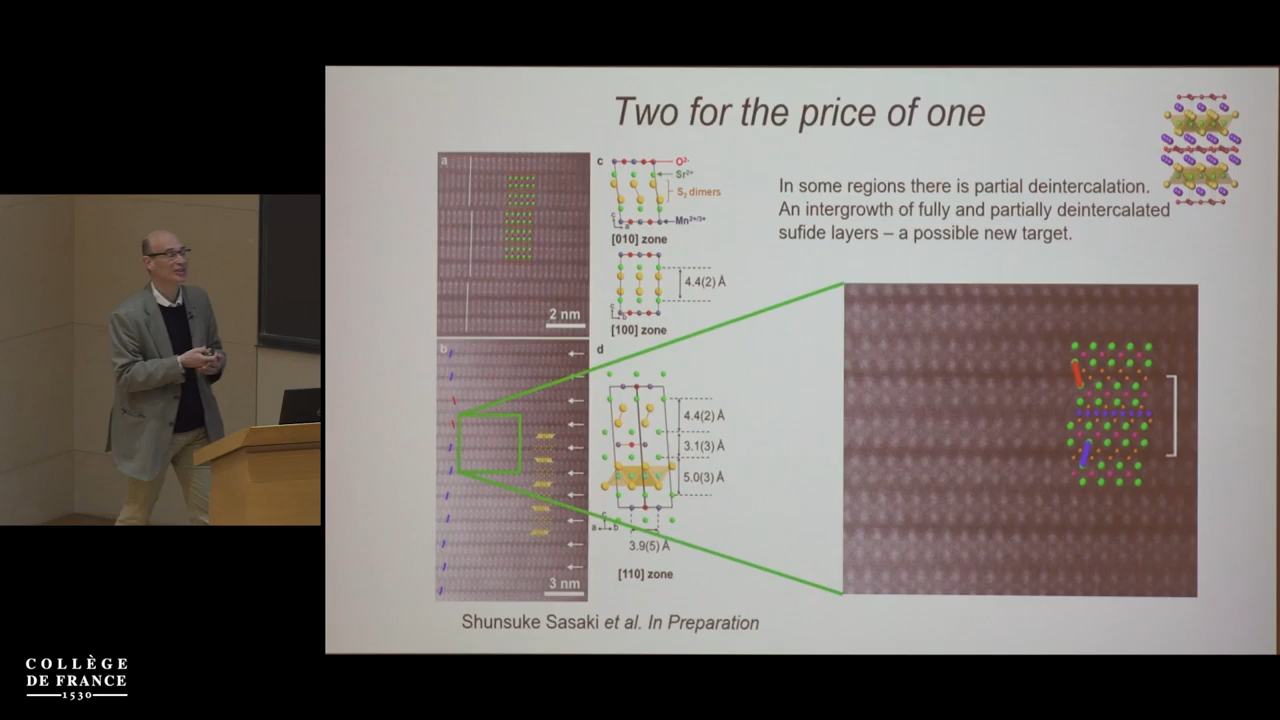 Two for the price of one
In some regions there is partial deintercalation.
An intergrowth of fully and partially deintercalated
sufide layers – a possible new target.
a
2 nm
c
O²⁻
Sr²⁺
S₂ dimers
Mn²⁺/³⁺
c
a
[010] zone
4.4(2) Å
c
b
[100] zone
b
3 nm
d
4.4(2) Å
3.1(3) Å
5.0(3) Å
c
a
b
3.9(5) Å
[110] zone
Shunsuke Sasaki et al. In Preparation
COLLÈGE
DE FRANCE
1530